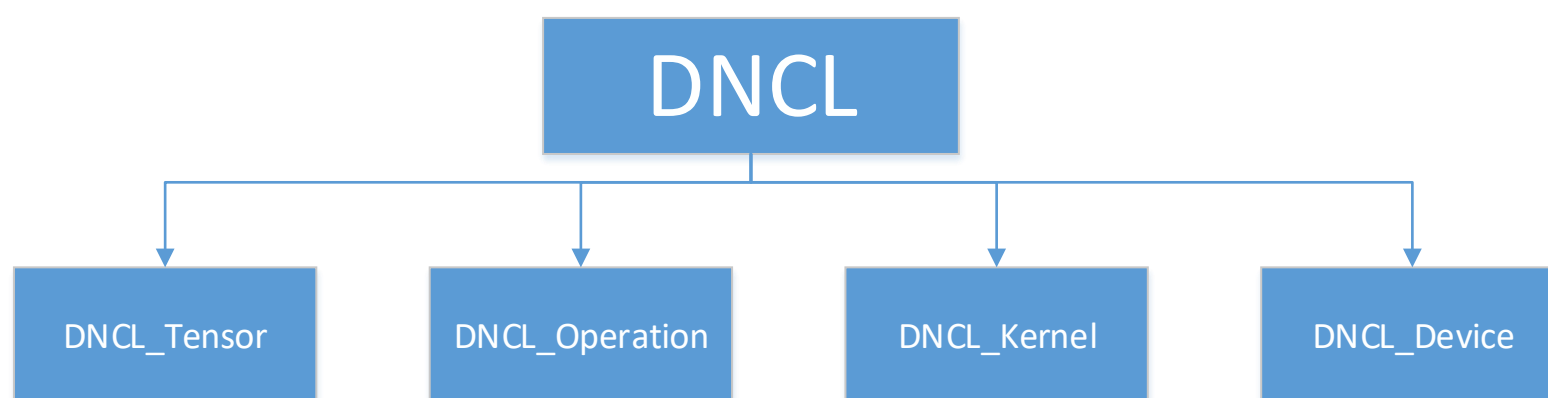 DNCL
DNCL_Tensor
DNCL_Operation
DNCL_Kernel
DNCL_Device